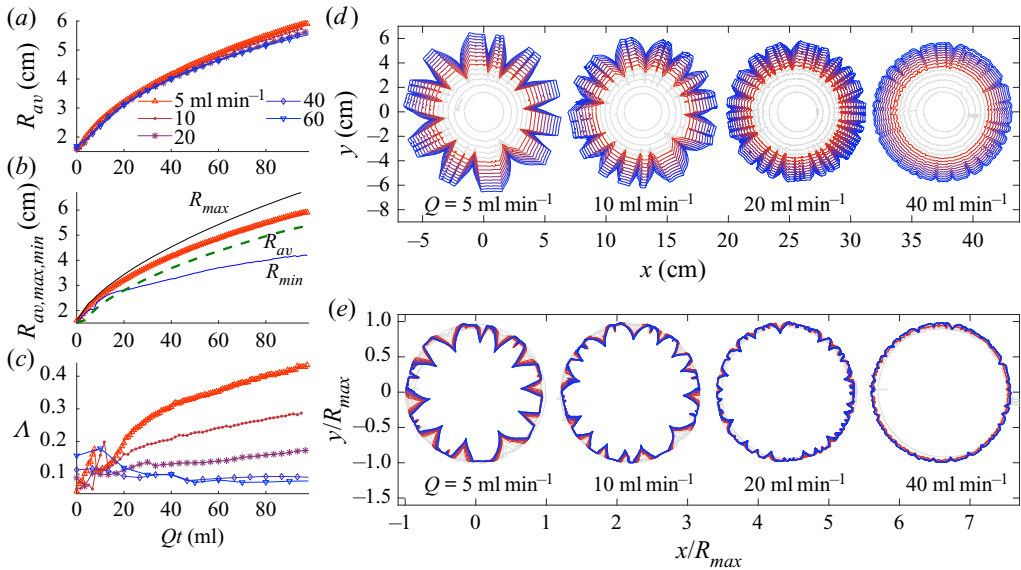 (a)
6
5
4
3
2
R_av (cm)
5 ml min⁻¹
10
20
40
60
0 20 40 60 80
(b)
6
5
4
3
2
R_av,max,min (cm)
R_max
R_av
R_min
0 20 40 60 80
(c)
0.4
0.3
0.2
0.1
Λ
0 20 40 60 80
Qt (ml)
(d)
6
4
2
0
−2
−4
−6
−8
y (cm)
Q = 5 ml min⁻¹ 10 ml min⁻¹ 20 ml min⁻¹ 40 ml min⁻¹
−5 0 5 10 15 20 25 30 35 40
x (cm)
(e)
1.0
0.5
0
−0.5
−1.0
−1.5
y/R_max
Q = 5 ml min⁻¹ 10 ml min⁻¹ 20 ml min⁻¹ 40 ml min⁻¹
−1 0 1 2 3 4 5 6 7
x/R_max